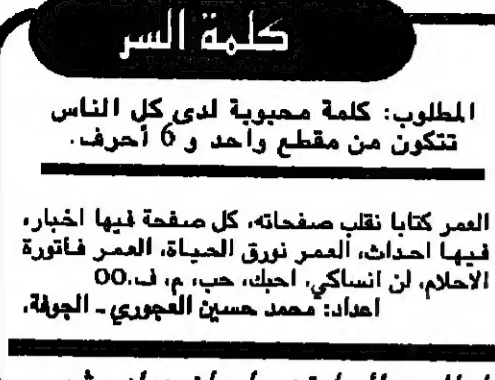 كلمة السر
المطلوب: كلمة محبوبة لدى كل الناس
تتكون من مقطع واحد و 6 أحرف.
العمر كتابا نقلب صفحاته، كل صفحة فيها اخبار،
فيها احداث، العمر نورق الحياة، العمر فاتورة
الاحلام، لن انساكي، احبك، حب، م، ف.00
اعداد: محمد حسين العجوري - الجوفة.